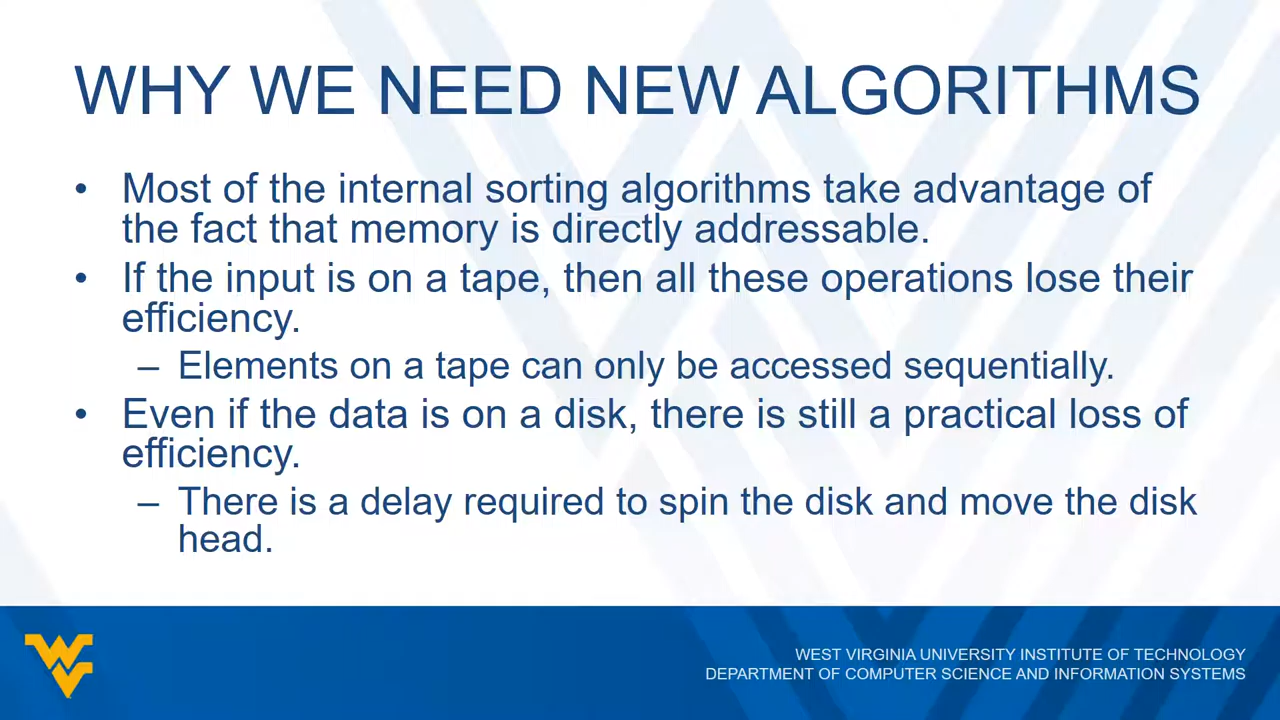 WHY WE NEED NEW ALGORITHMS
• Most of the internal sorting algorithms take advantage of
the fact that memory is directly addressable.
• If the input is on a tape, then all these operations lose their
efficiency.
– Elements on a tape can only be accessed sequentially.
• Even if the data is on a disk, there is still a practical loss of
efficiency.
– There is a delay required to spin the disk and move the disk
head.
WEST VIRGINIA UNIVERSITY INSTITUTE OF TECHNOLOGY
DEPARTMENT OF COMPUTER SCIENCE AND INFORMATION SYSTEMS